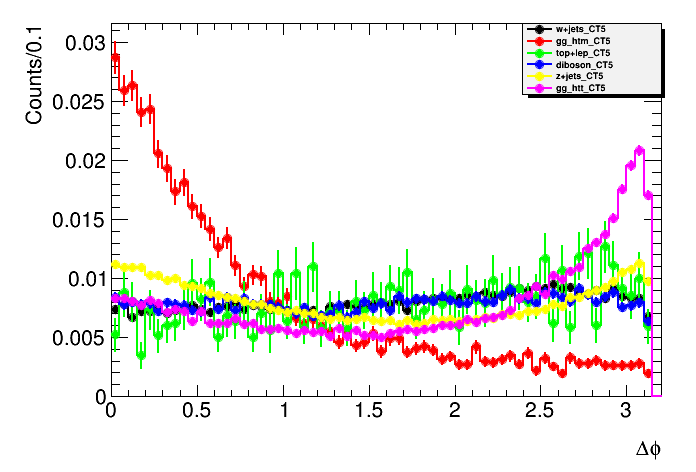 Counts/0.1
0.03
0.025
0.02
0.015
0.01
0.005
0
w+jets_CT5
gg_htm_CT5
top+lep_CT5
diboson_CT5
z+jets_CT5
gg_htt_CT5
0 0.5 1 1.5 2 2.5 3
Δϕ